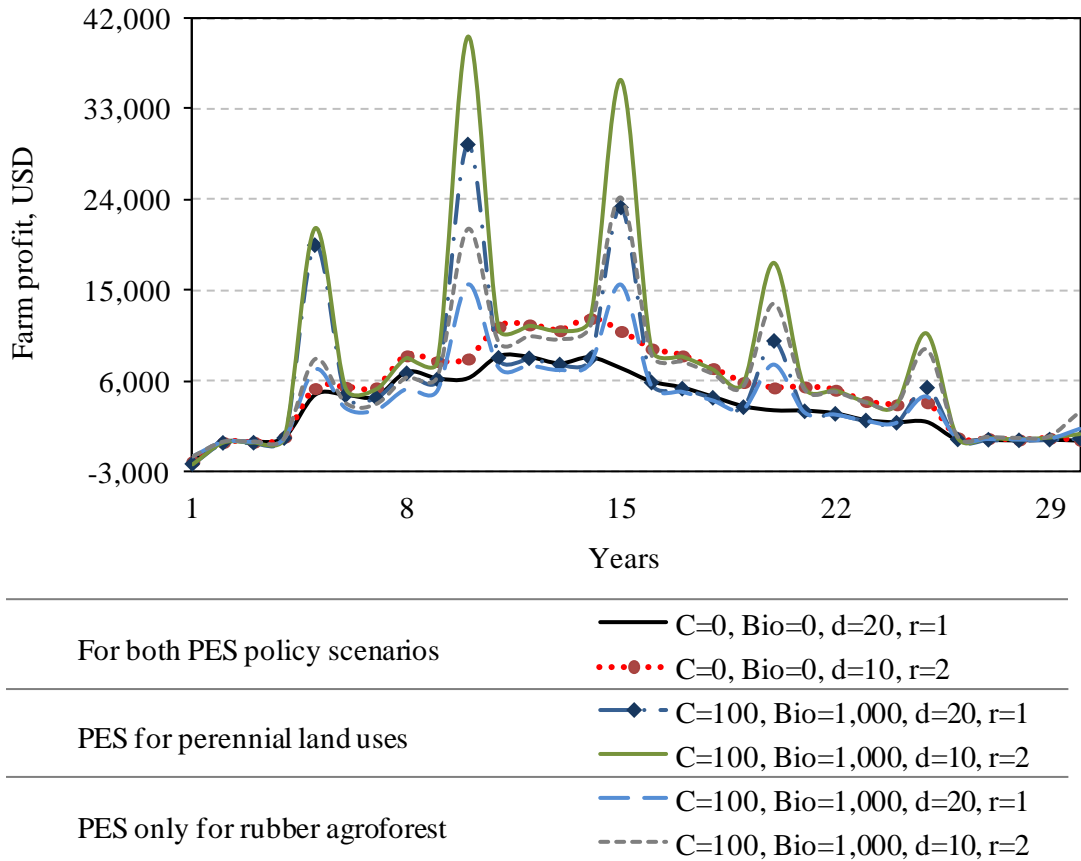 42,000
33,000
24,000
15,000
6,000
-3,000
Farm profit, USD
1 8 15 22 29
Years
For both PES policy scenarios
C=0, Bio=0, d=20, r=1
C=0, Bio=0, d=10, r=2
PES for perennial land uses
C=100, Bio=1,000, d=20, r=1
C=100, Bio=1,000, d=10, r=2
PES only for rubber agroforest
C=100, Bio=1,000, d=20, r=1
C=100, Bio=1,000, d=10, r=2